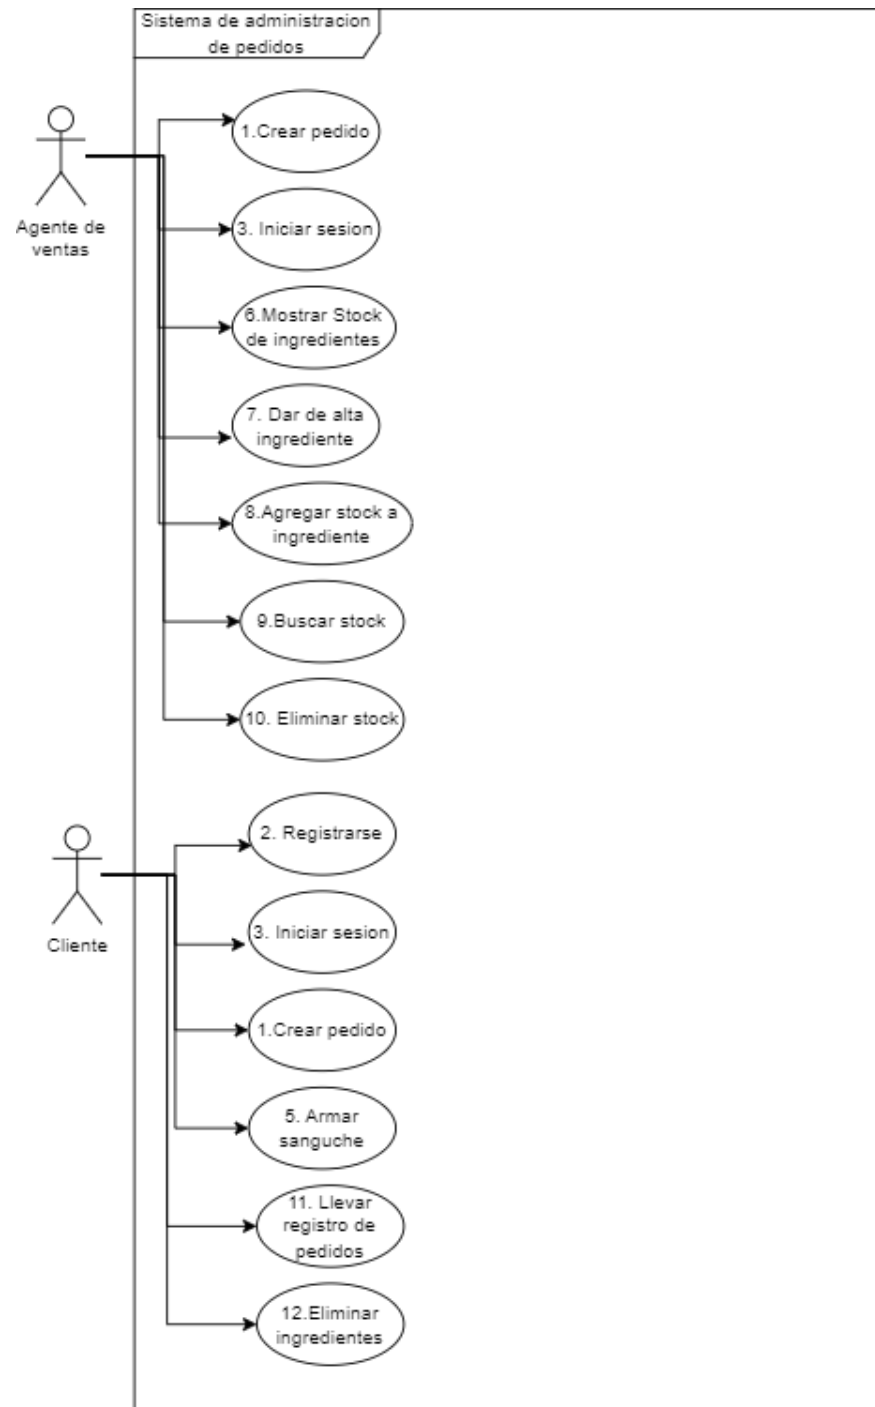 Sistema de administracion
de pedidos
1.Crear pedido
Agente de
ventas
3. Iniciar sesion
6.Mostrar Stock
de ingredientes
7. Dar de alta
ingrediente
8.Agregar stock a
ingrediente
9.Buscar stock
10. Eliminar stock
2. Registrarse
Cliente
3. Iniciar sesion
1.Crear pedido
5. Armar
sanguche
11. Llevar
registro de
pedidos
12.Eliminar
ingredientes